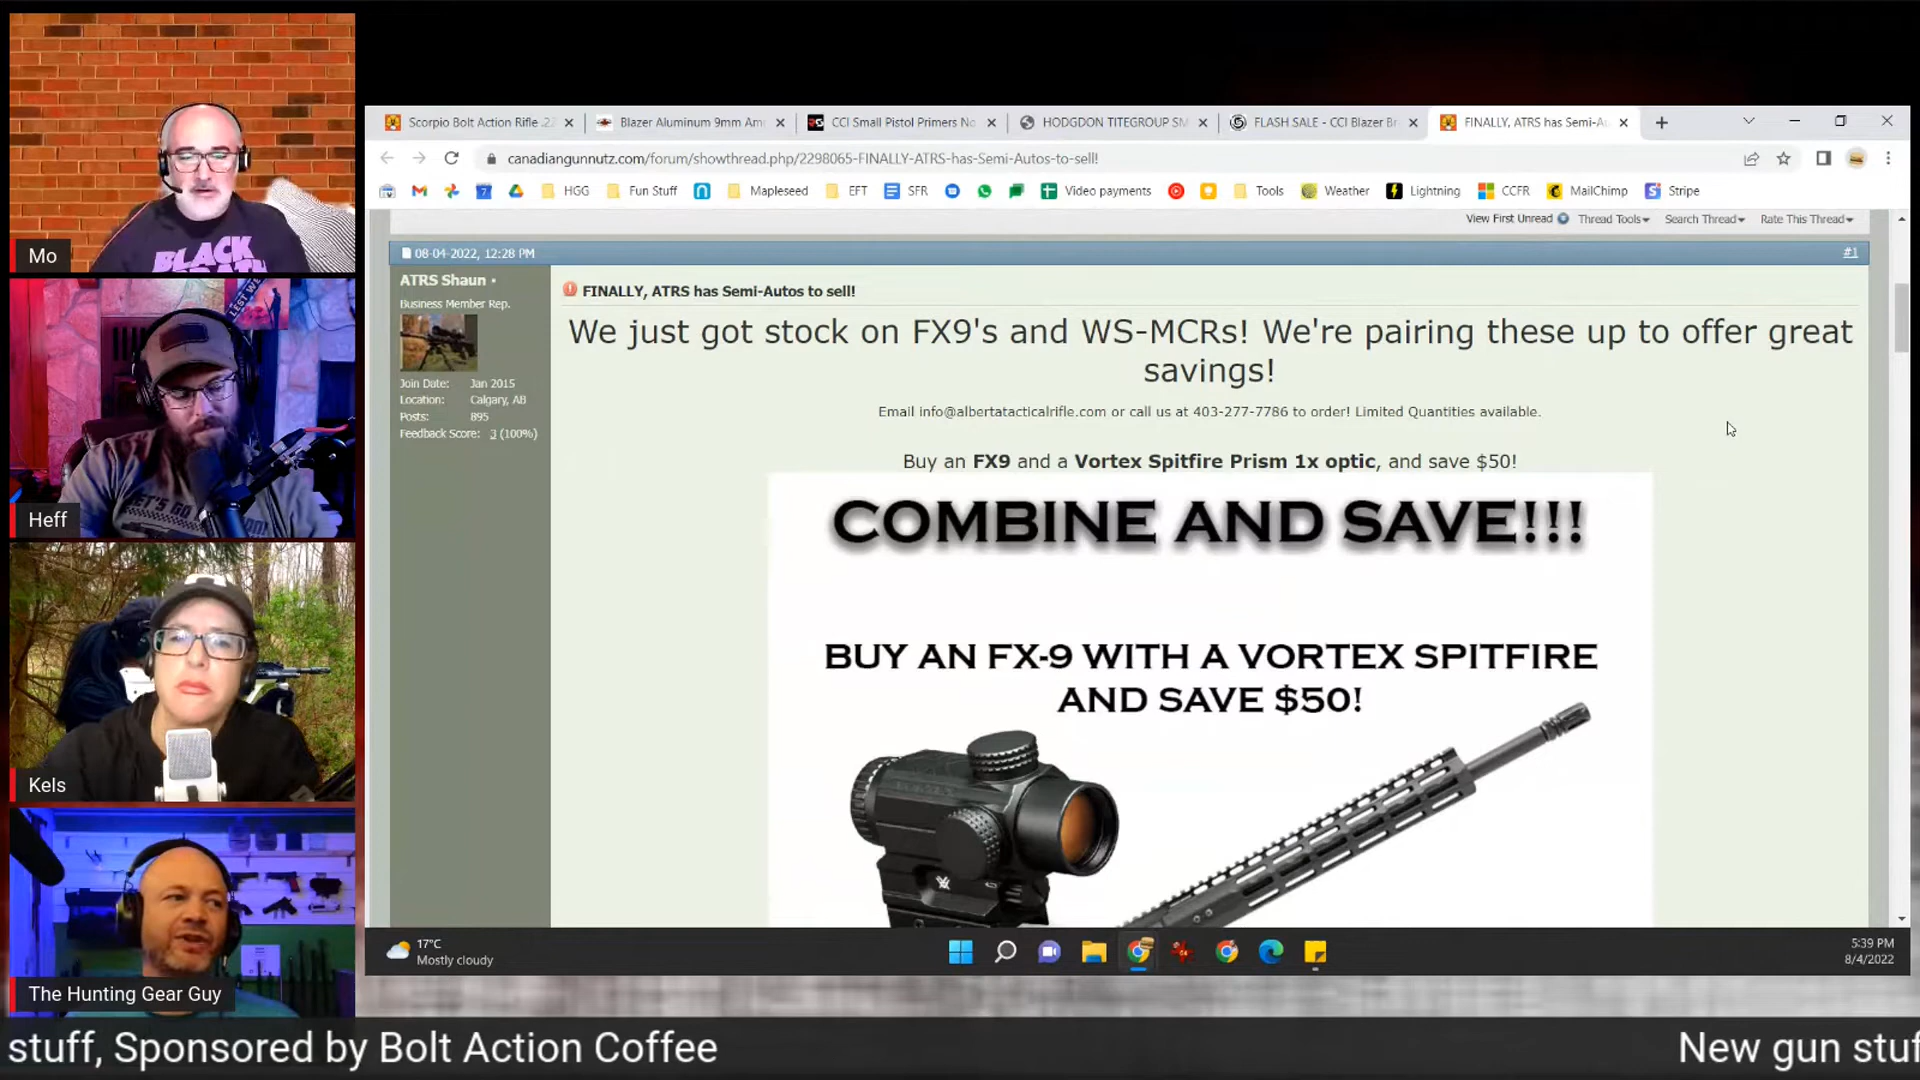 BLACK
Mo
Heff
Kels
The Hunting Gear Guy
Scorpio Bolt Action Rifle .2
Blazer Aluminum 9mm Am
CCI Small Pistol Primers No
HODGDON TITEGROUP SM
FLASH SALE - CCI Blazer Br
FINALLY, ATRS has Semi-Au
canadiangunnutz.com/forum/showthread.php/2298065-FINALLY-ATRS-has-Semi-Autos-to-sell!
HGG
Fun Stuff
Mapleseed
EFT
SFR
Video payments
Tools
Weather
Lightning
CCFR
MailChimp
Stripe
View First Unread
Thread Tools
Search Thread
Rate This Thread
08-04-2022, 12:28 PM
#1
ATRS Shaun
Business Member Rep.
Join Date: Jan 2015
Location: Calgary, AB
Posts: 895
Feedback Score: 3 (100%)
FINALLY, ATRS has Semi-Autos to sell!
We just got stock on FX9's and WS-MCRs! We're pairing these up to offer great
savings!
Email info@albertatacticalrifle.com or call us at 403-277-7786 to order! Limited Quantities available.
Buy an FX9 and a Vortex Spitfire Prism 1x optic, and save $50!
COMBINE AND SAVE!!!
BUY AN FX-9 WITH A VORTEX SPITFIRE
AND SAVE $50!
17°C
Mostly cloudy
5:39 PM
8/4/2022
stuff, Sponsored by Bolt Action Coffee
New gun stuf